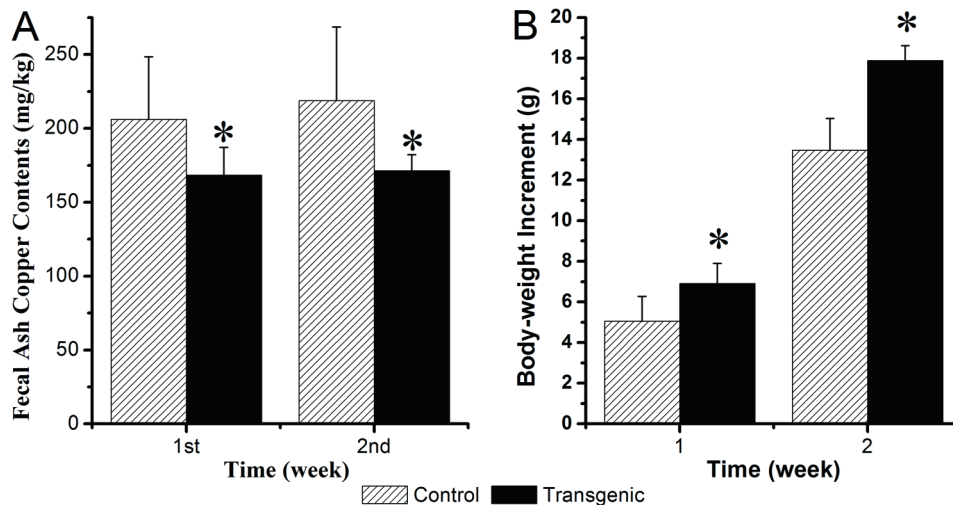 A
Fecal Ash Copper Contents (mg/kg)
250
200
150
100
50
0
*
*
1st
2nd
Time (week)
B
Body-weight Increment (g)
20
18
16
14
12
10
8
6
4
2
0
*
*
1
2
Time (week)
Control
Transgenic